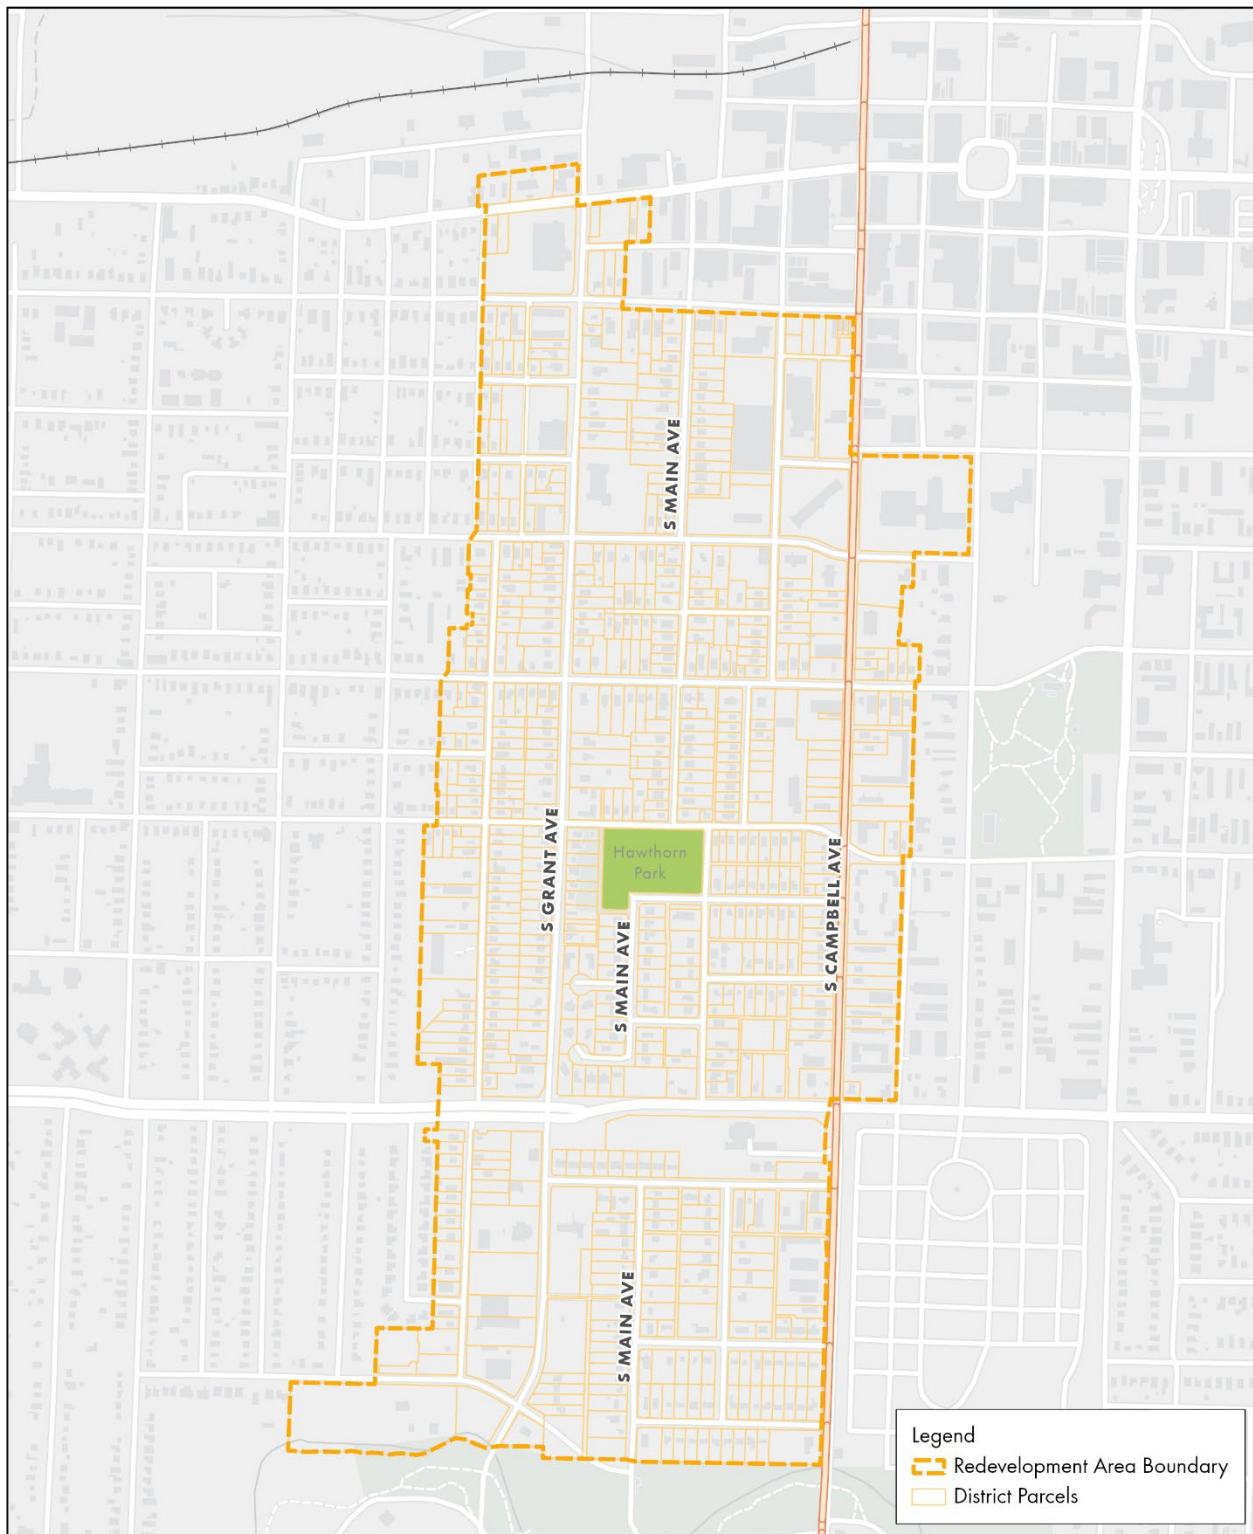 S MAIN AVE
S GRANT AVE
Hawthorn
Park
S CAMPBELL AVE
S MAIN AVE
S MAIN AVE
Legend
Redevelopment Area Boundary
District Parcels